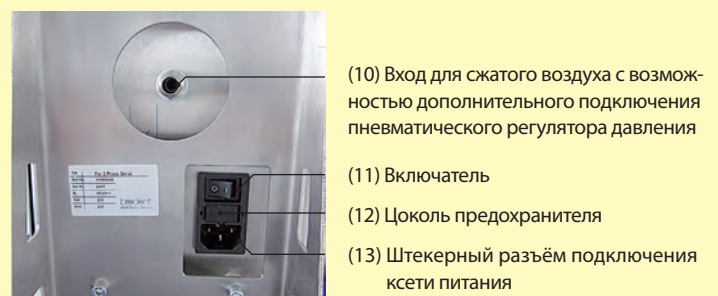 (10) Вход для сжатого воздуха с возмож-
ностью дополнительного подключения
пневматического регулятора давления
(11) Включатель
(12) Цоколь предохранителя
(13) Штекерный разъём подключения
ксети питания
bredent